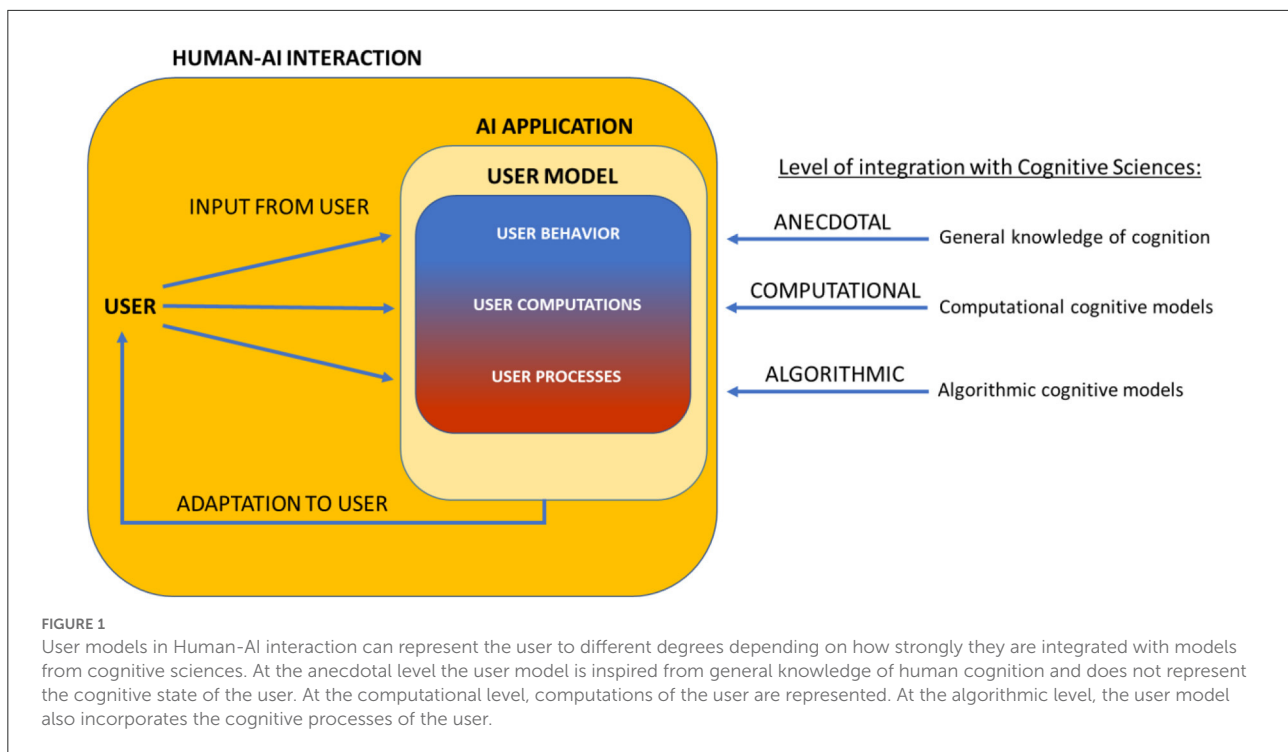 HUMAN-AI INTERACTION
AI APPLICATION
USER MODEL
Level of integration with Cognitive Sciences:
INPUT FROM USER
USER BEHAVIOR
ANECDOTAL
General knowledge of cognition
USER
USER COMPUTATIONS
COMPUTATIONAL
Computational cognitive models
USER PROCESSES
ALGORITHMIC
Algorithmic cognitive models
ADAPTATION TO USER
FIGURE 1
User models in Human-AI interaction can represent the user to different degrees depending on how strongly they are integrated with models
from cognitive sciences. At the anecdotal level the user model is inspired from general knowledge of human cognition and does not represent
the cognitive state of the user. At the computational level, computations of the user are represented. At the algorithmic level, the user model
also incorporates the cognitive processes of the user.